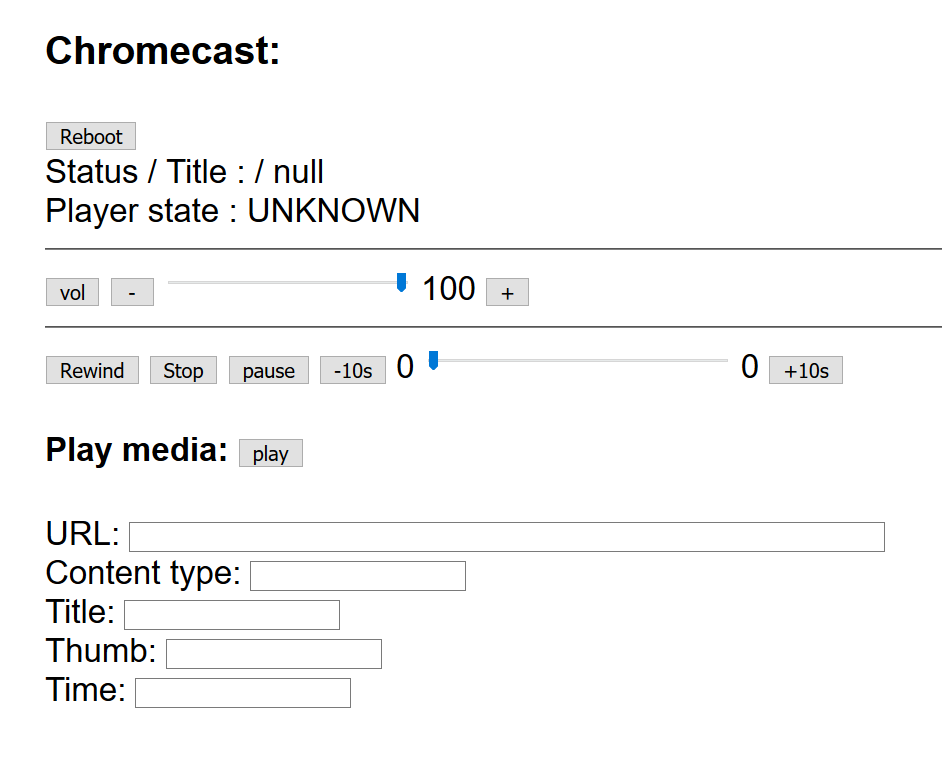 Chromecast:
Reboot
Status / Title : / null
Player state : UNKNOWN
vol - 100 +
Rewind Stop pause -10s 0 0 +10s
Play media: play
URL:
Content type:
Title:
Thumb:
Time: